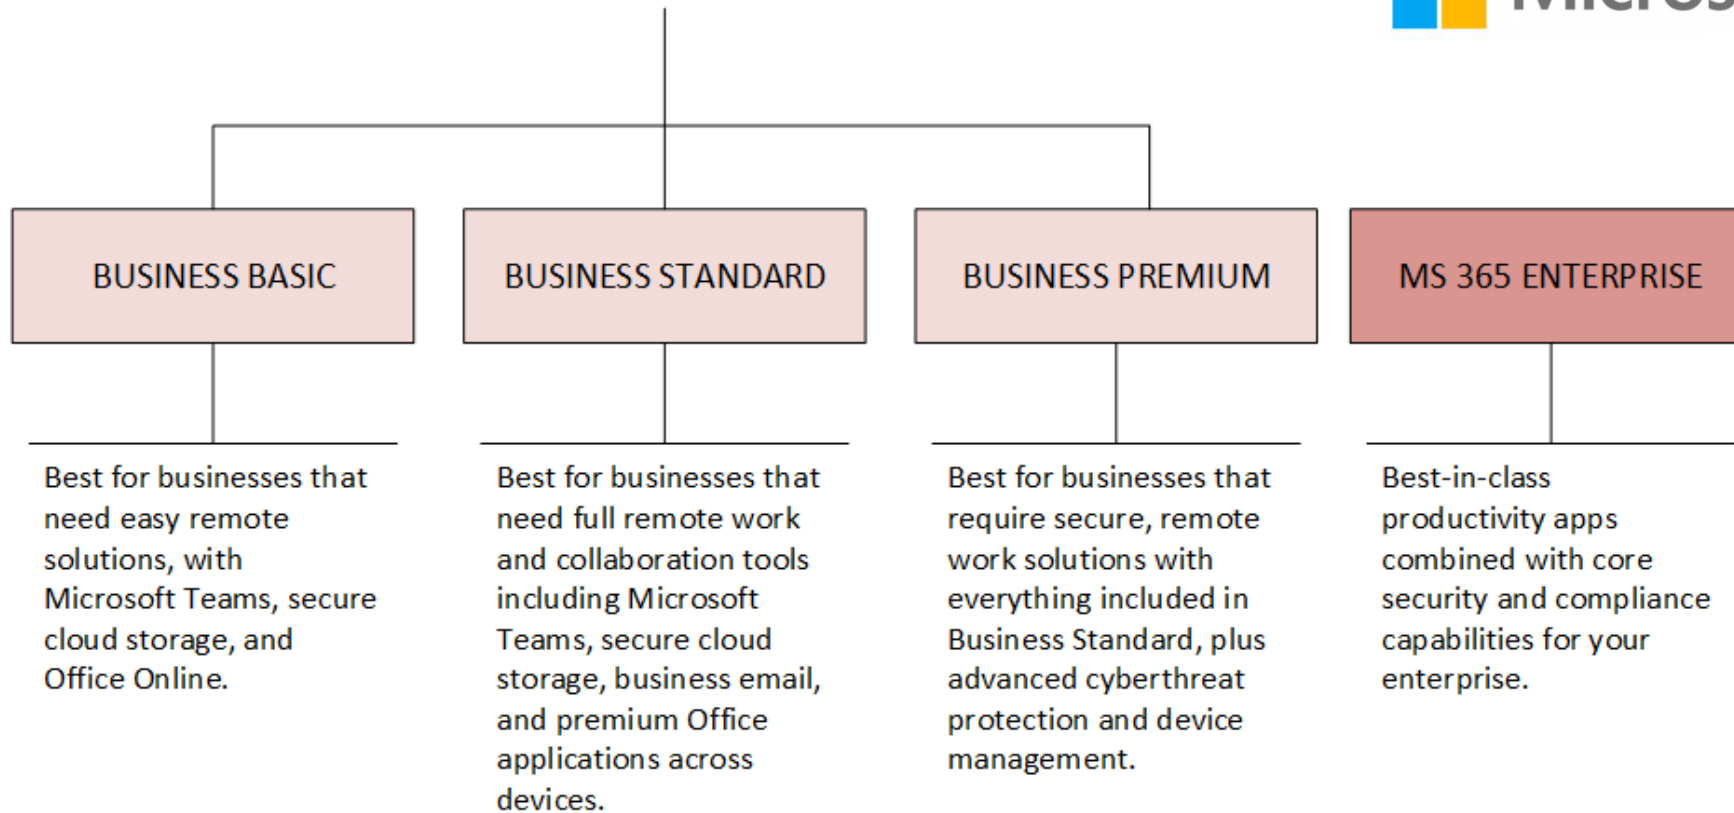 BUSINESS BASIC
BUSINESS STANDARD
BUSINESS PREMIUM
MS 365 ENTERPRISE
Best for businesses that
need easy remote
solutions, with
Microsoft Teams, secure
cloud storage, and
Office Online.
Best for businesses that
need full remote work
and collaboration tools
including Microsoft
Teams, secure cloud
storage, business email,
and premium Office
applications across
devices.
Best for businesses that
require secure, remote
work solutions with
everything included in
Business Standard, plus
advanced cyberthreat
protection and device
management.
Best-in-class
productivity apps
combined with core
security and compliance
capabilities for your
enterprise.